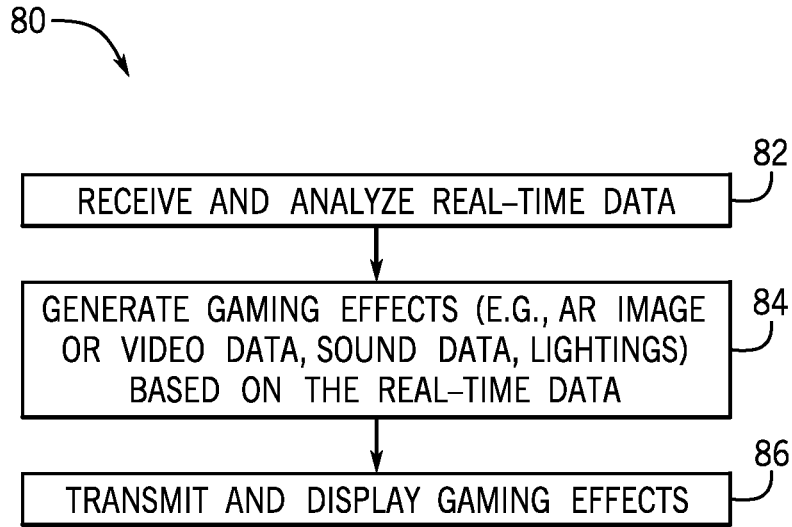 80
82
RECEIVE AND ANALYZE REAL–TIME DATA
GENERATE GAMING EFFECTS (E.G., AR IMAGE
OR VIDEO DATA, SOUND DATA, LIGHTINGS)
BASED ON THE REAL–TIME DATA
84
TRANSMIT AND DISPLAY GAMING EFFECTS
86